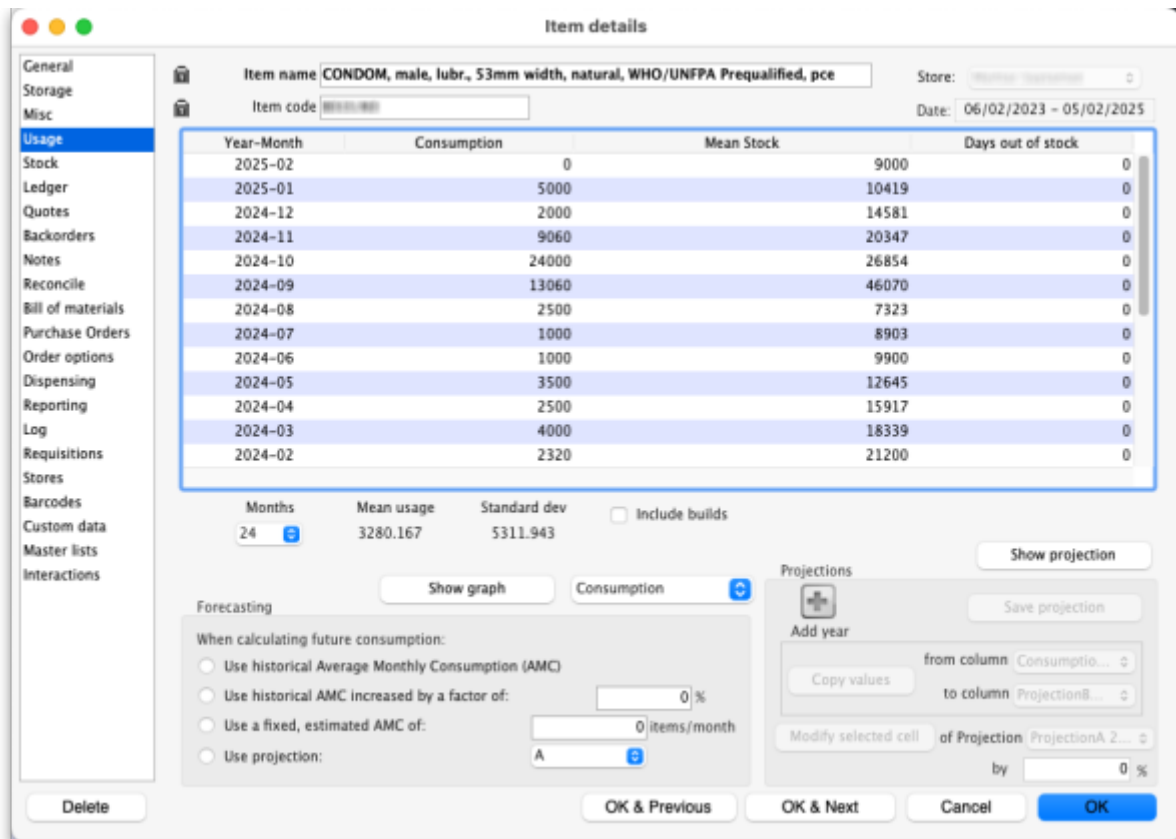 Item details
General
Storage
Misc
Usage
Stock
Ledger
Quotes
Backorders
Notes
Reconcile
Bill of materials
Purchase Orders
Order options
Dispensing
Reporting
Log
Requisitions
Stores
Barcodes
Custom data
Master lists
Interactions
Item name CONDOM, male, lubr., 53mm width, natural, WHO/UNFPA Prequalified, pce
Store:
Item code
Date: 06/02/2023 - 05/02/2025
Year-Month Consumption Mean Stock Days out of stock
2025-02 0 9000 0
2025-01 5000 10419 0
2024-12 2000 14581 0
2024-11 9060 20347 0
2024-10 24000 26854 0
2024-09 13060 46070 0
2024-08 2500 7323 0
2024-07 1000 8903 0
2024-06 1000 9900 0
2024-05 3500 12645 0
2024-04 2500 15917 0
2024-03 4000 18339 0
2024-02 2320 21200 0
Months Mean usage Standard dev Include builds
24 3280.167 5311.943
Show projection
Show graph Consumption
Forecasting
When calculating future consumption:
Use historical Average Monthly Consumption (AMC)
Use historical AMC increased by a factor of: 0 %
Use a fixed, estimated AMC of: 0 items/month
Use projection: A
Projections
Save projection
Add year
Copy values
from column Consumptio...
to column ProjectionB...
Modify selected cell of Projection ProjectionA 2...
by 0 %
Delete OK & Previous OK & Next Cancel OK